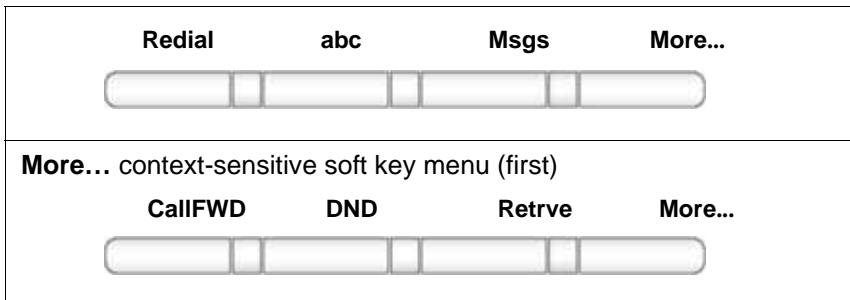 Redial abc Msgs More...
More… context-sensitive soft key menu (first)
CallFWD DND Retrve More...